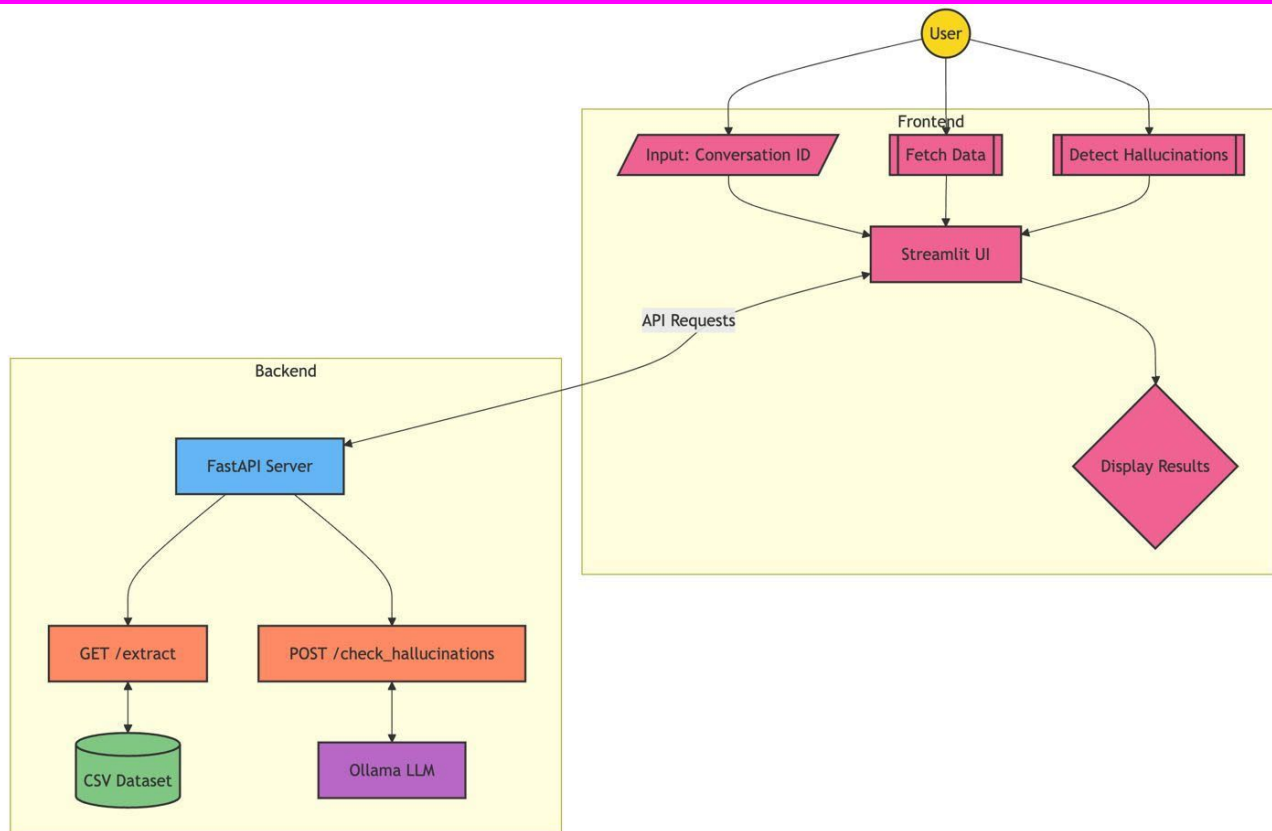 User
Frontend
Input: Conversation ID
Fetch Data
Detect Hallucinations
Streamlit UI
API Requests
Backend
FastAPI Server
Display Results
GET /extract
POST /check_hallucinations
CSV Dataset
Ollama LLM